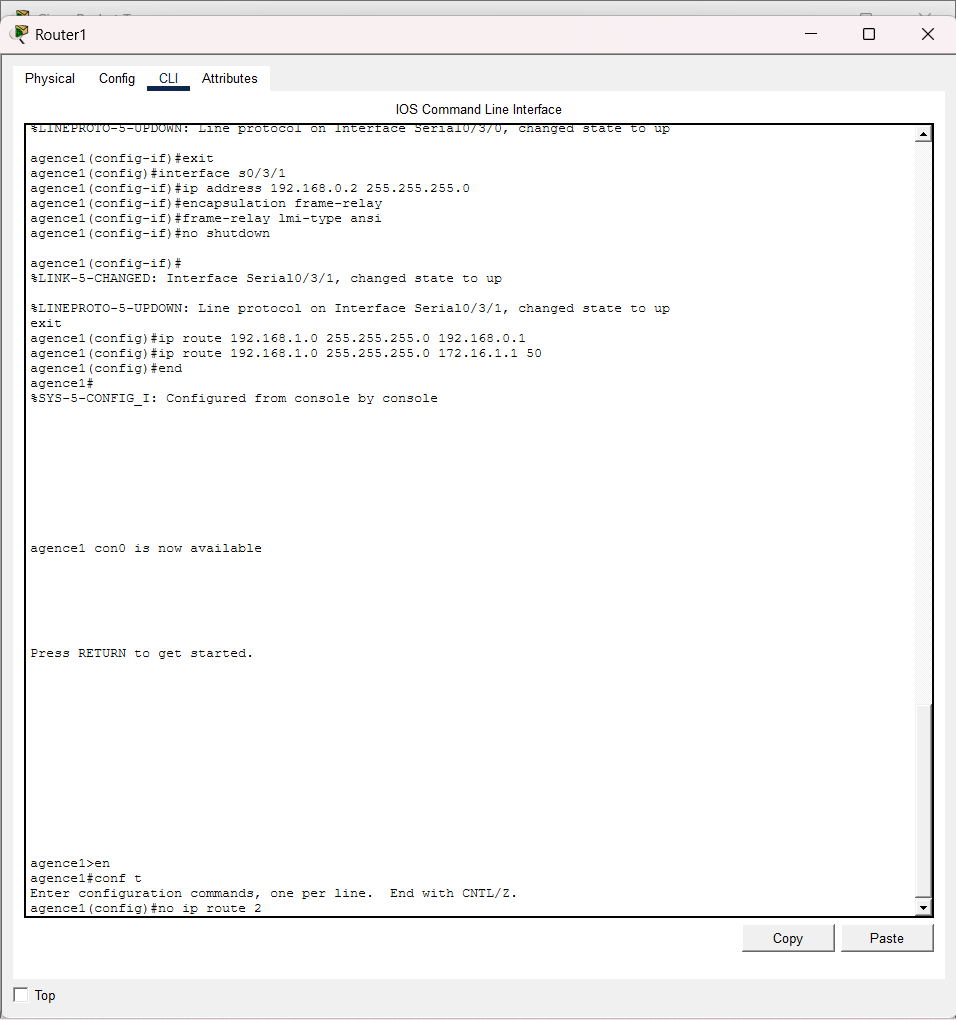 Router1
Physical Config CLI Attributes
IOS Command Line Interface
%LINEPROTO-5-UPDOWN: Line protocol on Interface Serial0/3/0, changed state to up
agence1(config-if)#exit
agence1(config)#interface s0/3/1
agence1(config-if)#ip address 192.168.0.2 255.255.255.0
agence1(config-if)#encapsulation frame-relay
agence1(config-if)#frame-relay lmi-type ansi
agence1(config-if)#no shutdown
agence1(config-if)#
%LINK-5-CHANGED: Interface Serial0/3/1, changed state to up
%LINEPROTO-5-UPDOWN: Line protocol on Interface Serial0/3/1, changed state to up
exit
agence1(config)#ip route 192.168.1.0 255.255.255.0 192.168.0.1
agence1(config)#ip route 192.168.1.0 255.255.255.0 172.16.1.1 50
agence1(config)#end
agence1#
%SYS-5-CONFIG_I: Configured from console by console
agence1 con0 is now available
Press RETURN to get started.
agence1>en
agence1#conf t
Enter configuration commands, one per line.  End with CNTL/Z.
agence1(config)#no ip route 2
Copy Paste
Top